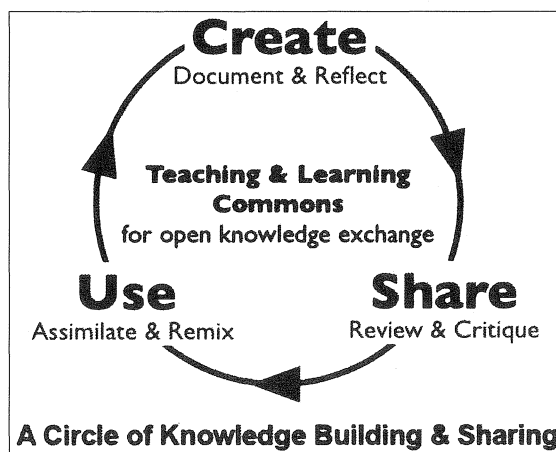 Create
Document & Reflect
Teaching & Learning
Commons
for open knowledge exchange
Use
Assimilate & Remix
Share
Review & Critique
A Circle of Knowledge Building & Sharing